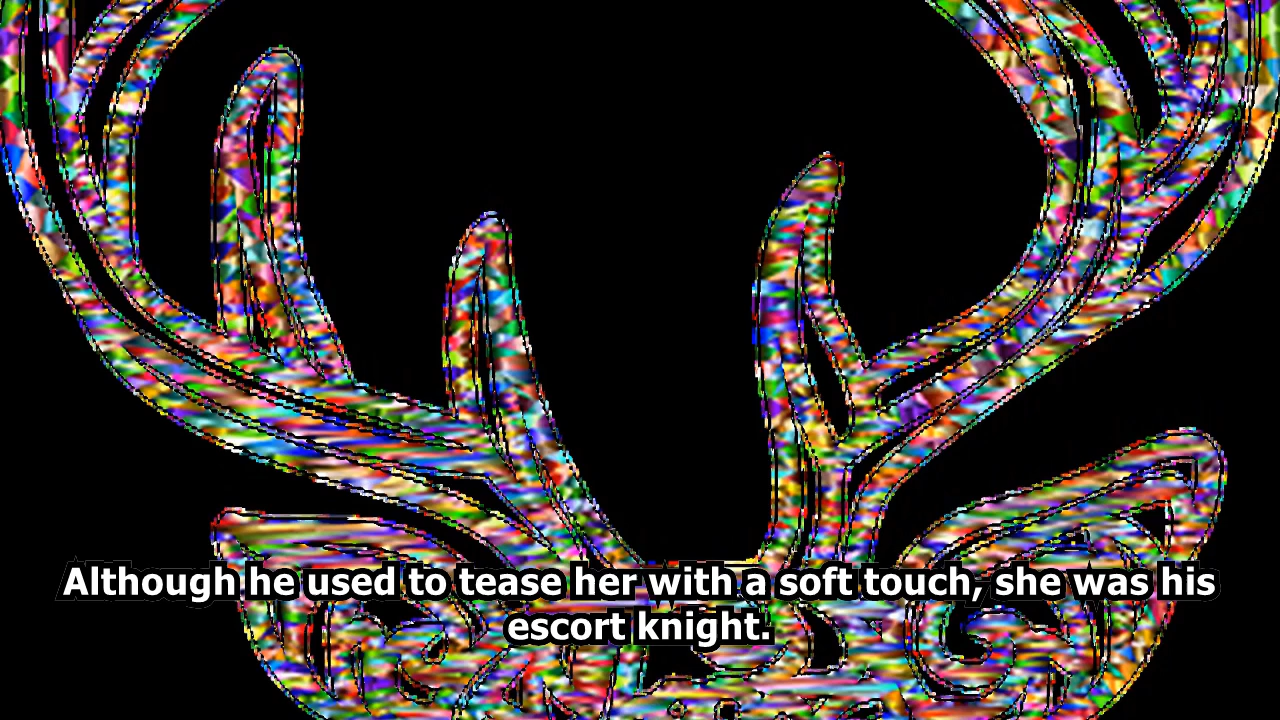 Although he used to tease her with a soft touch, she was his
escort knight.